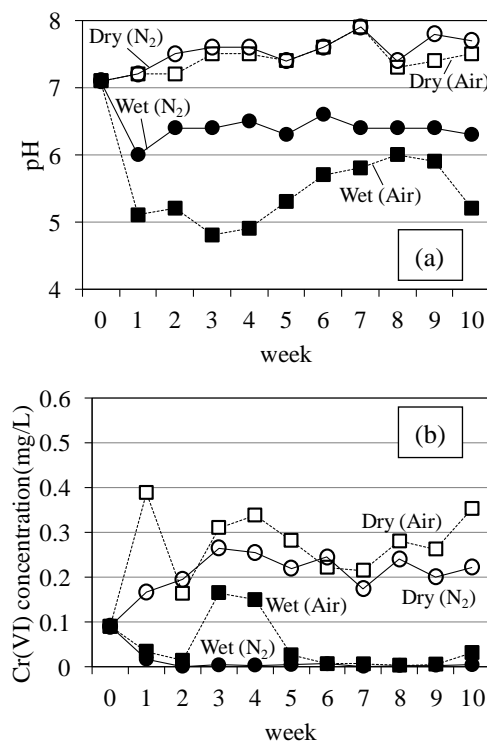 8
7
6
5
4
pH
Dry (N2)
Dry (Air)
Wet (N2)
Wet (Air)
(a)
0 1 2 3 4 5 6 7 8 9 10
week
0.6
0.5
0.4
0.3
0.2
0.1
0
Cr(VI) concentration(mg/L)
(b)
Dry (Air)
Dry (N2)
Wet (Air)
Wet (N2)
0 1 2 3 4 5 6 7 8 9 10
week